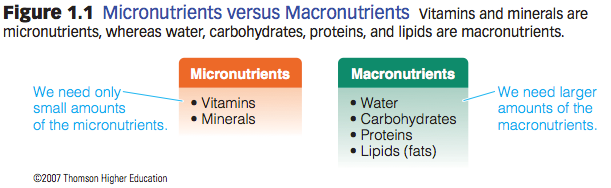 Figure 1.1 Micronutrients versus Macronutrients Vitamins and minerals are
micronutrients, whereas water, carbohydrates, proteins, and lipids are macronutrients.
We need only
small amounts
of the micronutrients.
Micronutrients
• Vitamins
• Minerals
Macronutrients
• Water
• Carbohydrates
• Proteins
• Lipids (fats)
We need larger
amounts of the
macronutrients.
©2007 Thomson Higher Education